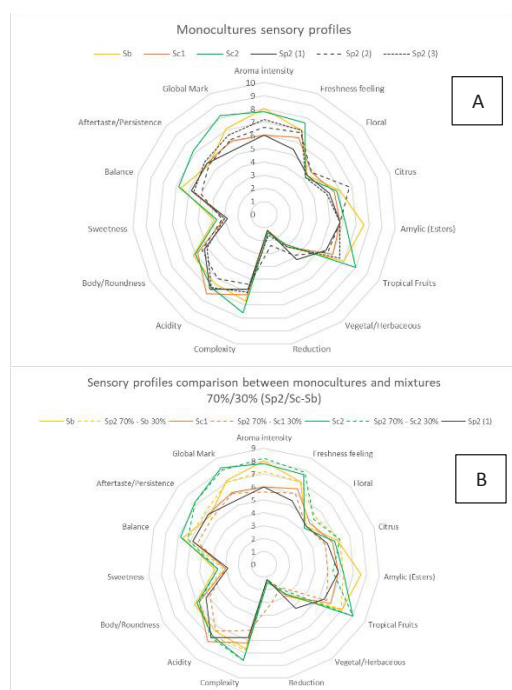 Monocultures sensory profiles
Sb Sc1 Sc2 Sp2 (1) Sp2 (2) Sp2 (3)
A
Aroma intensity
Global Mark
Freshness feeling
Aftertaste/Persistence
Floral
Balance
Citrus
Sweetness
Amylic (Esters)
Body/Roundness
Tropical Fruits
Acidity
Vegetal/Herbaceous
Complexity
Reduction
10
9
8
7
6
5
4
3
2
1
0
Sensory profiles comparison between monocultures and mixtures
70%/30% (Sp2/Sc-Sb)
Sb Sp2 70% - Sb 30% Sc1 Sp2 70% - Sc1 30% Sc2 Sp2 70% - Sc2 30% Sp2 (1)
B
Aroma intensity
Global Mark
Freshness feeling
Aftertaste/Persistence
Floral
Balance
Citrus
Sweetness
Amylic (Esters)
Body/Roundness
Tropical Fruits
Acidity
Vegetal/Herbaceous
Complexity
Reduction
9
8
7
6
5
4
3
2
1
0